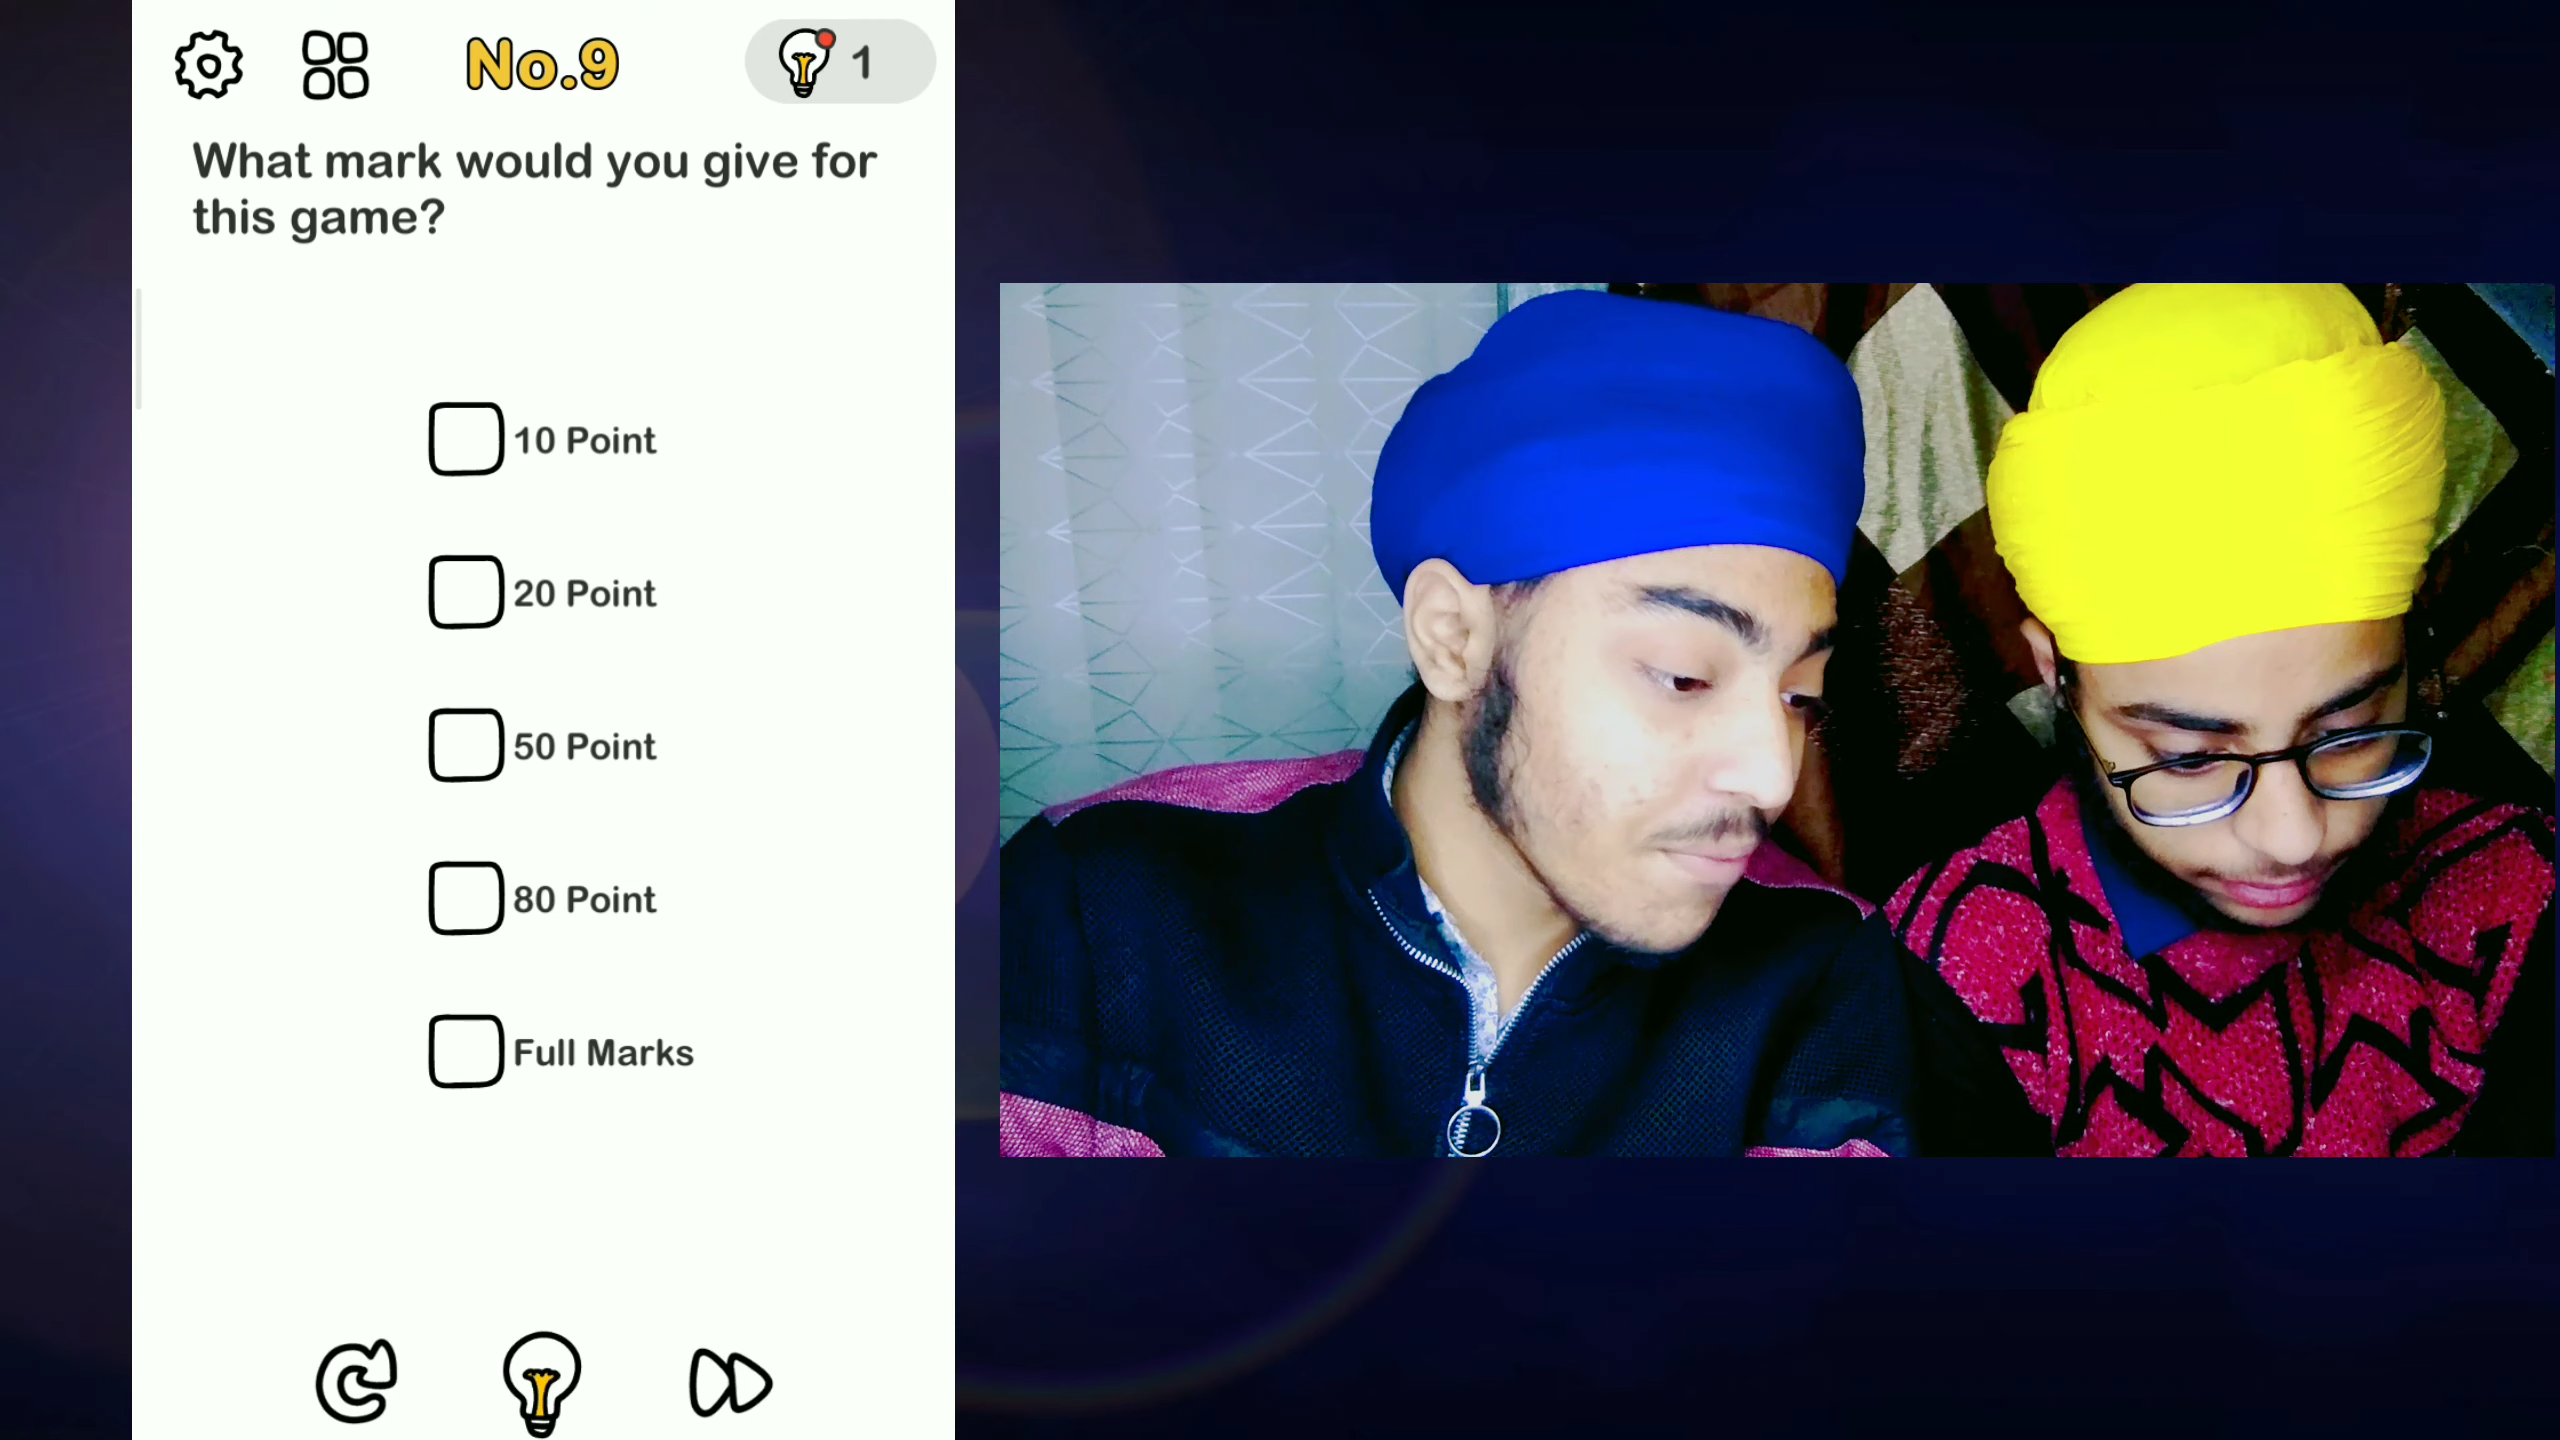 No.9
1
What mark would you give for
this game?
10 Point
20 Point
50 Point
80 Point
Full Marks